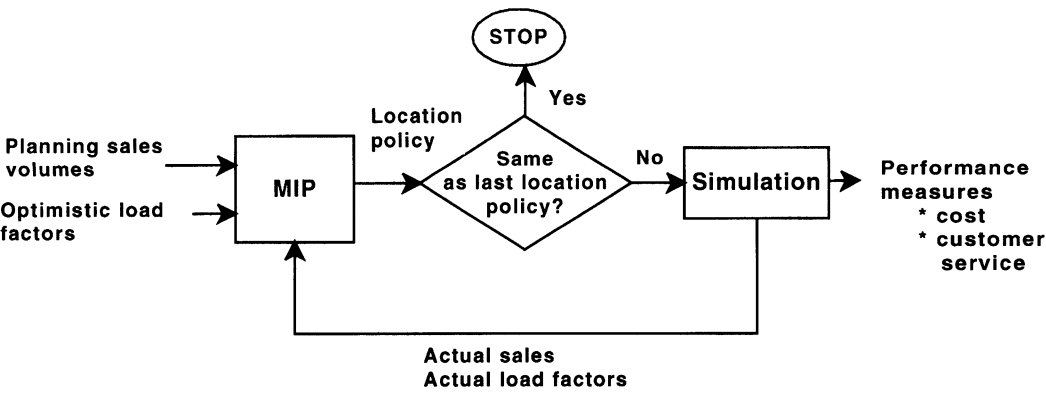 STOP
Yes
Location
policy
Planning sales
volumes
Optimistic load
factors
MIP
Same
as last location
policy?
No
Simulation
Performance
measures
* cost
* customer
service
Actual sales
Actual load factors